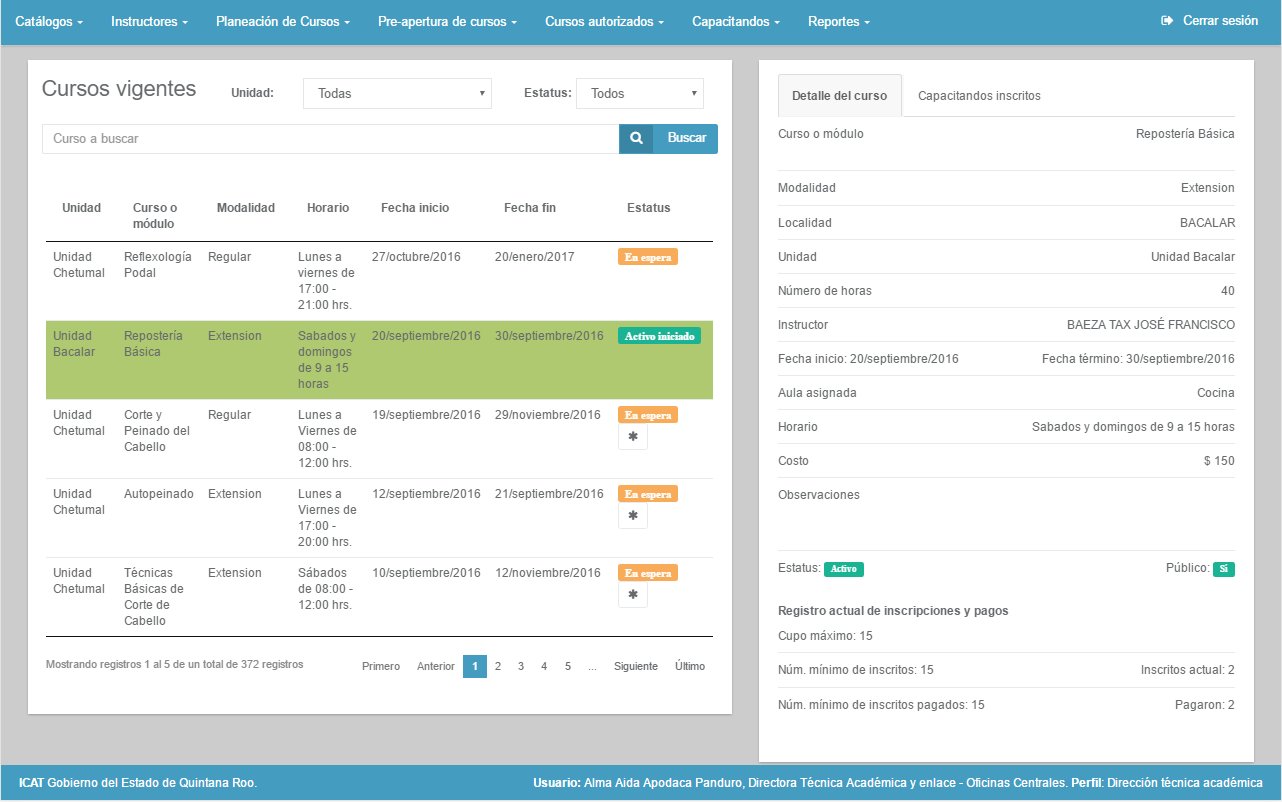 Catálogos Instructores Planeación de Cursos Pre-apertura de cursos Cursos autorizados Capacitandos Reportes Cerrar sesión
Cursos vigentes Unidad: Todas Estatus: Todos
Curso a buscar Buscar
Unidad Curso o Modalidad Horario Fecha inicio Fecha fin Estatus
módulo
Unidad Reflexología Regular Lunes a 27/octubre/2016 20/enero/2017 En espera
Chetumal Podal viernes de
17:00 -
21:00 hrs.
Unidad Repostería Extension Sabados y 20/septiembre/2016 30/septiembre/2016 Activo iniciado
Bacalar Básica domingos
de 9 a 15
horas
Unidad Corte y Regular Lunes a 19/septiembre/2016 29/noviembre/2016 En espera
Chetumal Peinado del Viernes de
Cabello 08:00 -
12:00 hrs.
Unidad Autopeinado Extension Lunes a 12/septiembre/2016 21/septiembre/2016 En espera
Chetumal Viernes de
17:00 -
20:00 hrs.
Unidad Técnicas Extension Sábados 10/septiembre/2016 12/noviembre/2016 En espera
Chetumal Básicas de de 08:00 -
Corte de 12:00 hrs.
Cabello
Mostrando registros 1 al 5 de un total de 372 registros Primero Anterior 1 2 3 4 5 ... Siguiente Último
Detalle del curso Capacitandos inscritos
Curso o módulo Repostería Básica
Modalidad Extension
Localidad BACALAR
Unidad Unidad Bacalar
Número de horas 40
Instructor BAEZA TAX JOSÉ FRANCISCO
Fecha inicio: 20/septiembre/2016 Fecha término: 30/septiembre/2016
Aula asignada Cocina
Horario Sabados y domingos de 9 a 15 horas
Costo $ 150
Observaciones
Estatus: Activo Público: Sí
Registro actual de inscripciones y pagos
Cupo máximo: 15
Núm. mínimo de inscritos: 15 Inscritos actual: 2
Núm. mínimo de inscritos pagados: 15 Pagaron: 2
ICAT Gobierno del Estado de Quintana Roo. Usuario: Alma Aida Apodaca Panduro, Directora Técnica Académica y enlace - Oficinas Centrales. Perfil: Dirección técnica académica